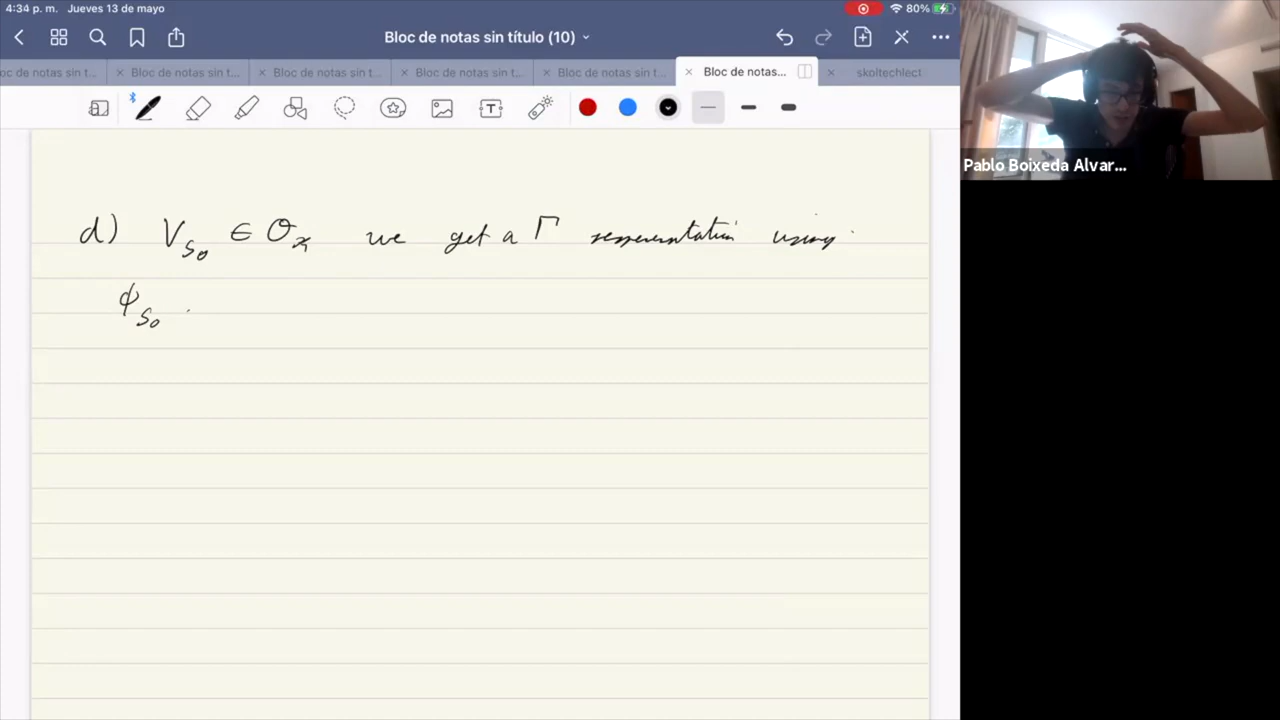 4:34 p. m. Jueves 13 de mayo
80%
Bloc de notas sin título (10)
oc de notas sin t...
Bloc de notas sin t...
Bloc de notas sin t...
Bloc de notas sin t...
Bloc de notas sin t...
Bloc de notas...
skoltechlect
T
Pablo Boixeda Alvar...
d) V_{S_0} ∈ O_x we get a Γ representation using
ϕ_{S_0}